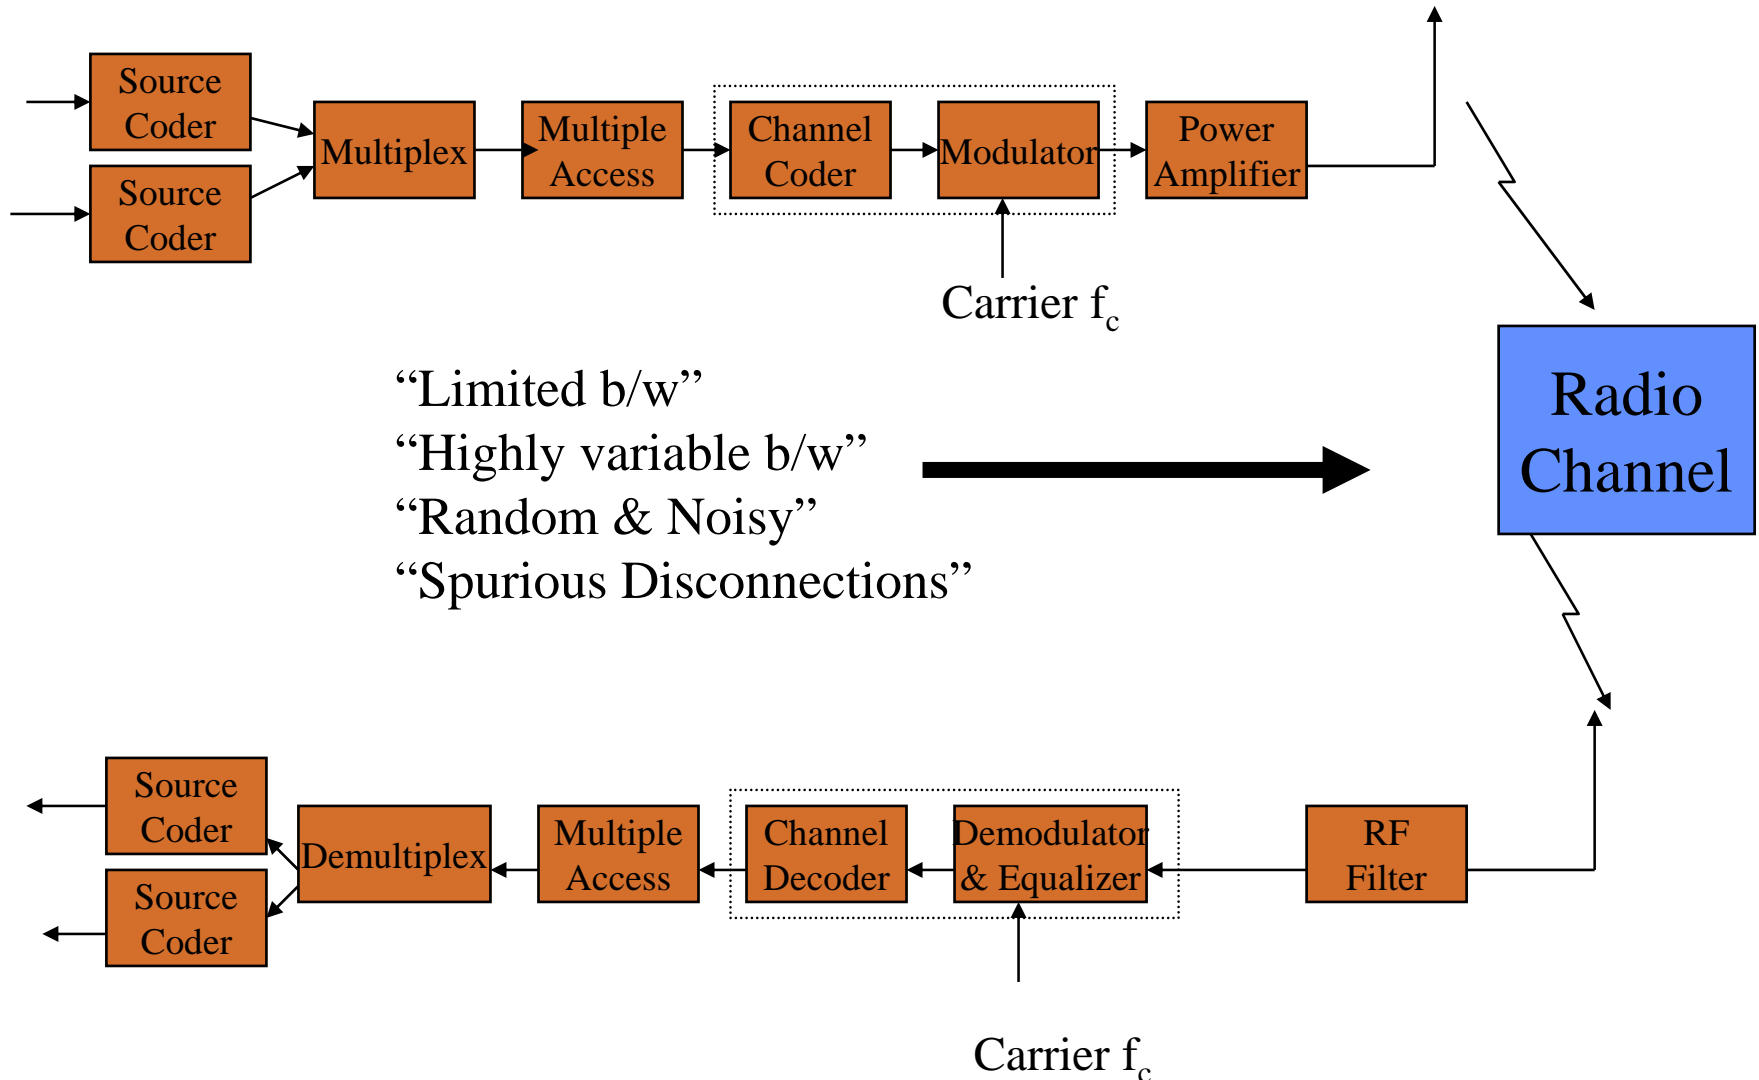 Source
Coder
Source
Coder
Multiplex
Multiple
Access
Channel
Coder
Modulator
Power
Amplifier
Carrier fc
“Limited b/w”
“Highly variable b/w”
“Random & Noisy”
“Spurious Disconnections”
Radio
Channel
Source
Coder
Source
Coder
Demultiplex
Multiple
Access
Channel
Decoder
Demodulator
& Equalizer
RF
Filter
Carrier fc